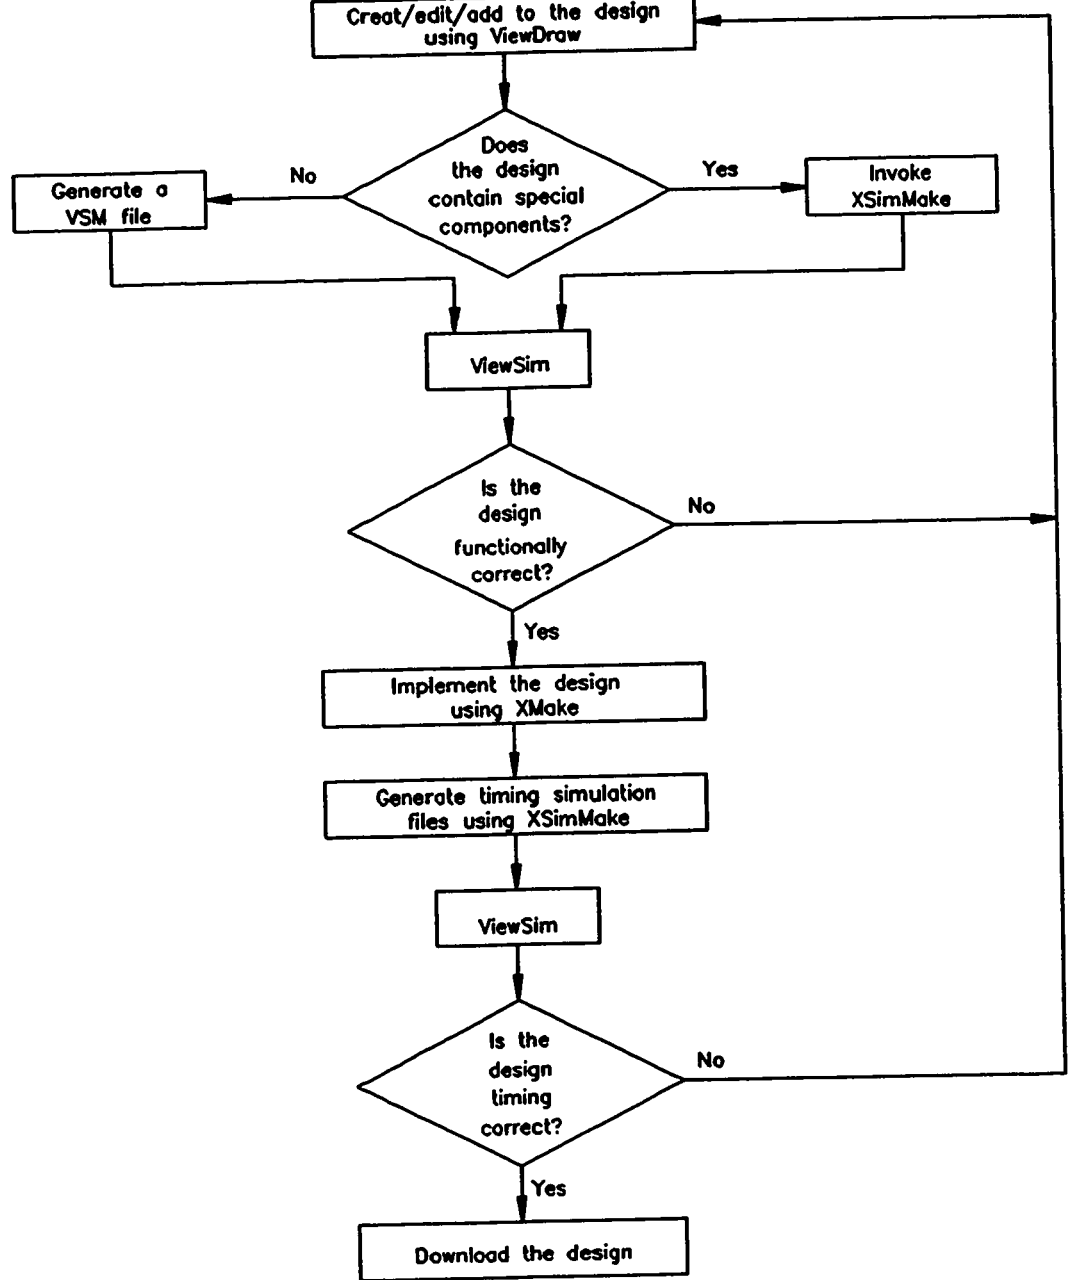 Creat/edit/add to the design
using ViewDraw
Does
the design
contain special
components?
No
Yes
Generate a
VSM file
Invoke
XSimMake
ViewSim
Is the
design
functionally
correct?
No
Yes
Implement the design
using XMake
Generate timing simulation
files using XSimMake
ViewSim
Is the
design
timing
correct?
No
Yes
Download the design